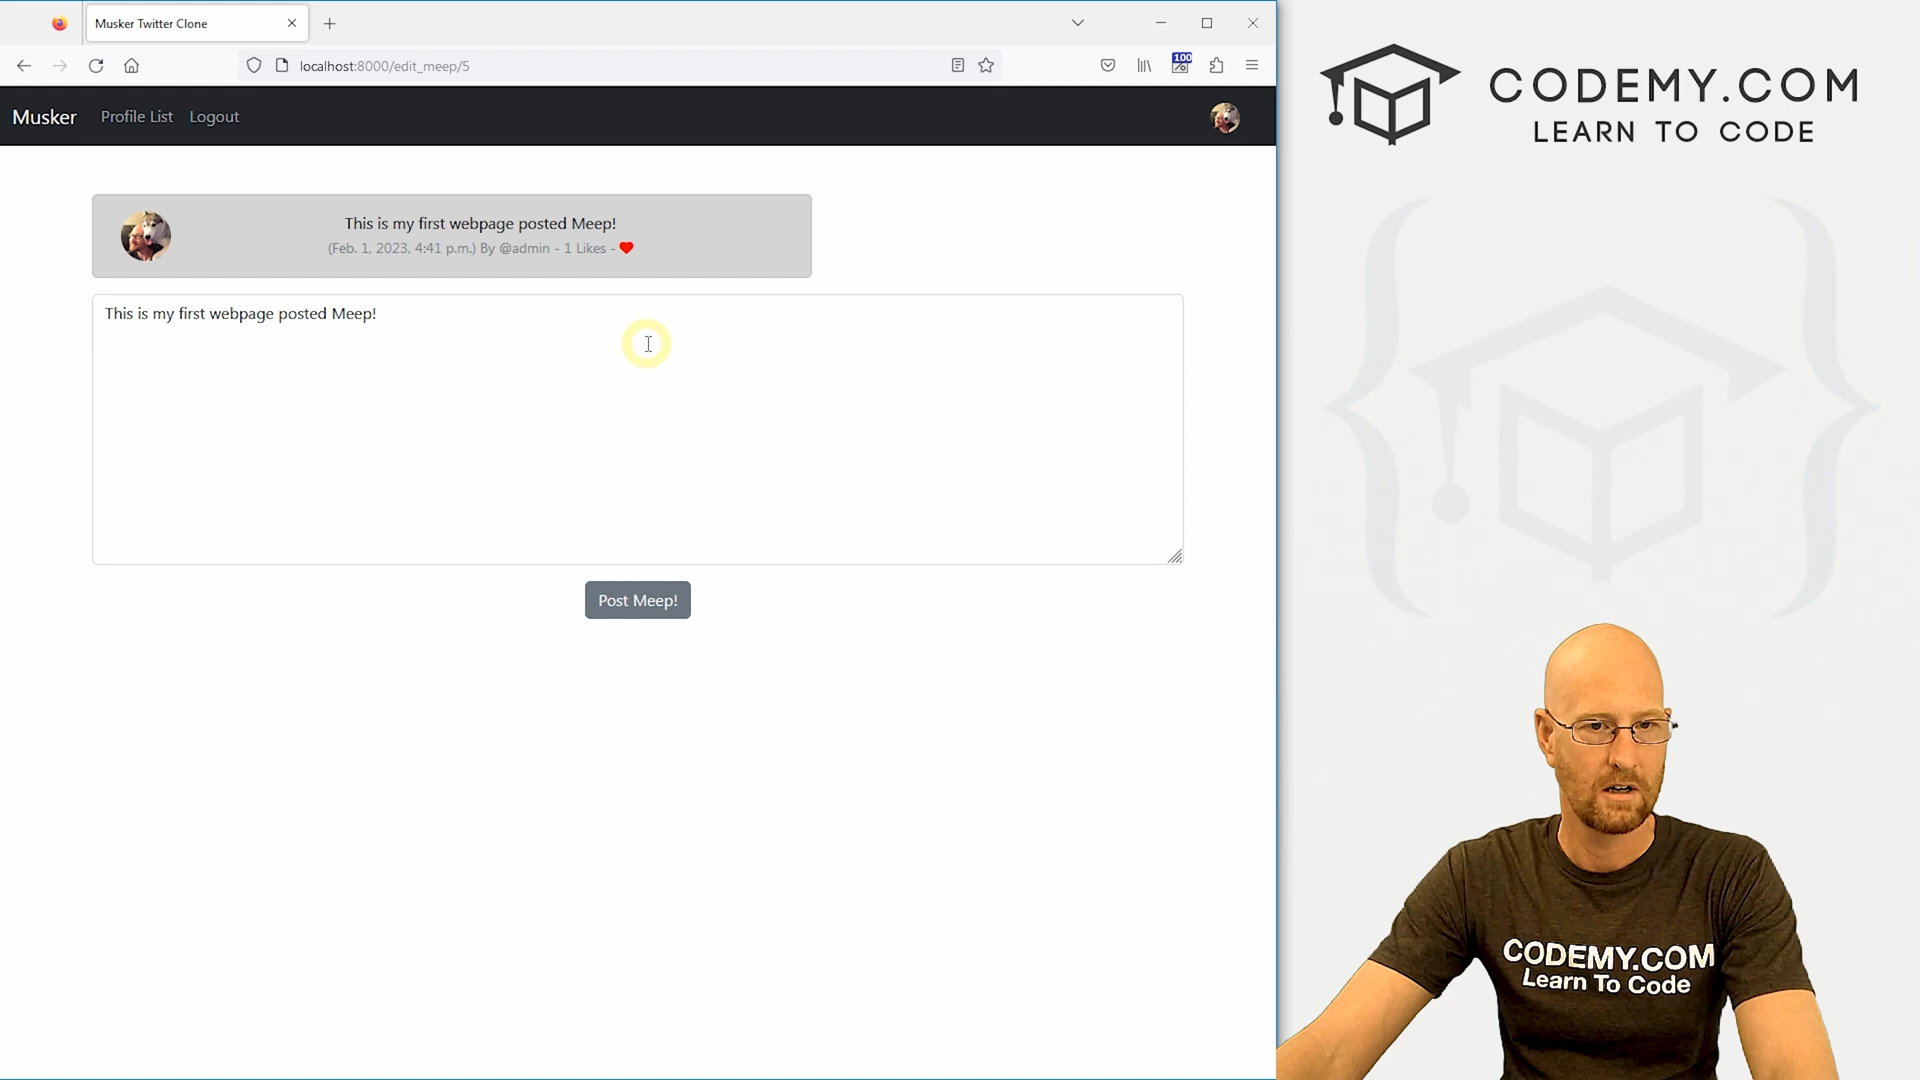 Musker Twitter Clone
localhost:8000/edit_meep/5
100
%
Musker Profile List Logout
This is my first webpage posted Meep!
(Feb. 1, 2023, 4:41 p.m.) By @admin - 1 Likes -
This is my first webpage posted Meep!
Post Meep!
CODEMY.COM
LEARN TO CODE
CODEMY.COM
Learn To Code